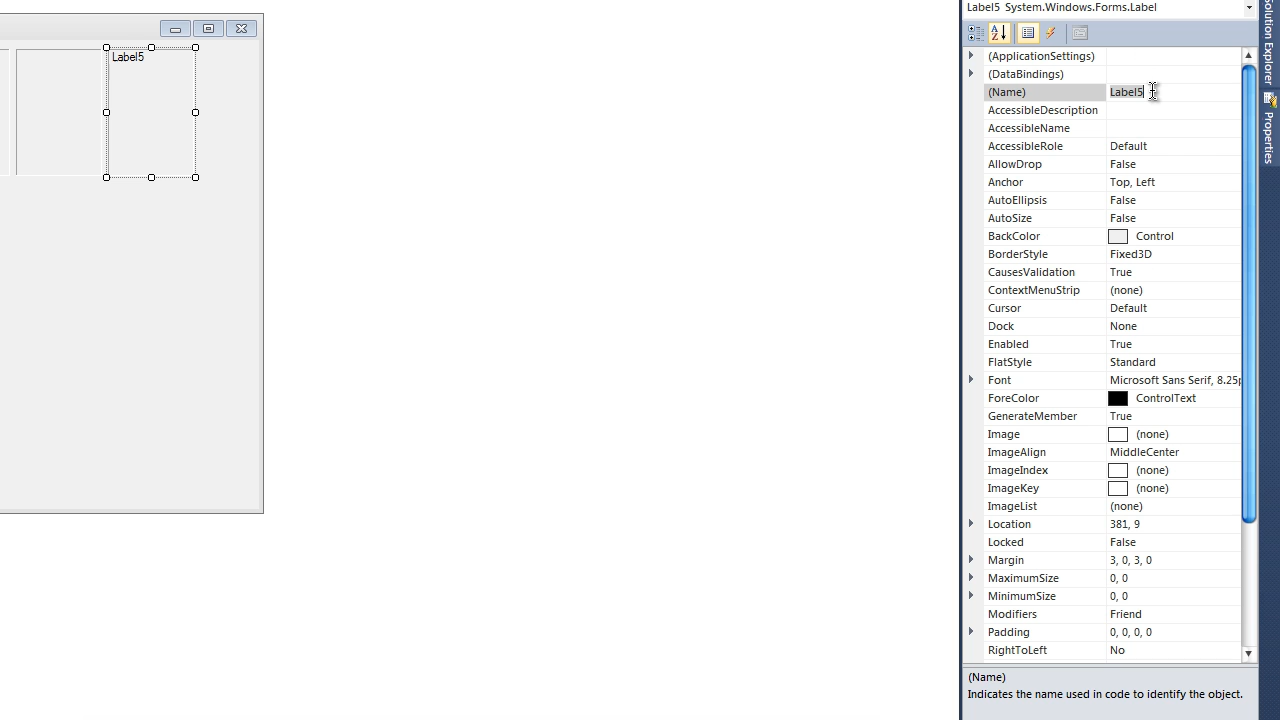 Label5 System.Windows.Forms.Label
Label5
(ApplicationSettings)
(DataBindings)
(Name) Label5
AccessibleDescription
AccessibleName
AccessibleRole Default
AllowDrop False
Anchor Top, Left
AutoEllipsis False
AutoSize False
BackColor Control
BorderStyle Fixed3D
CausesValidation True
ContextMenuStrip (none)
Cursor Default
Dock None
Enabled True
FlatStyle Standard
Font Microsoft Sans Serif, 8.25p
ForeColor ControlText
GenerateMember True
Image (none)
ImageAlign MiddleCenter
ImageIndex (none)
ImageKey (none)
ImageList (none)
Location 381, 9
Locked False
Margin 3, 0, 3, 0
MaximumSize 0, 0
MinimumSize 0, 0
Modifiers Friend
Padding 0, 0, 0, 0
RightToLeft No
(Name)
Indicates the name used in code to identify the object.
Solution Explorer
Properties